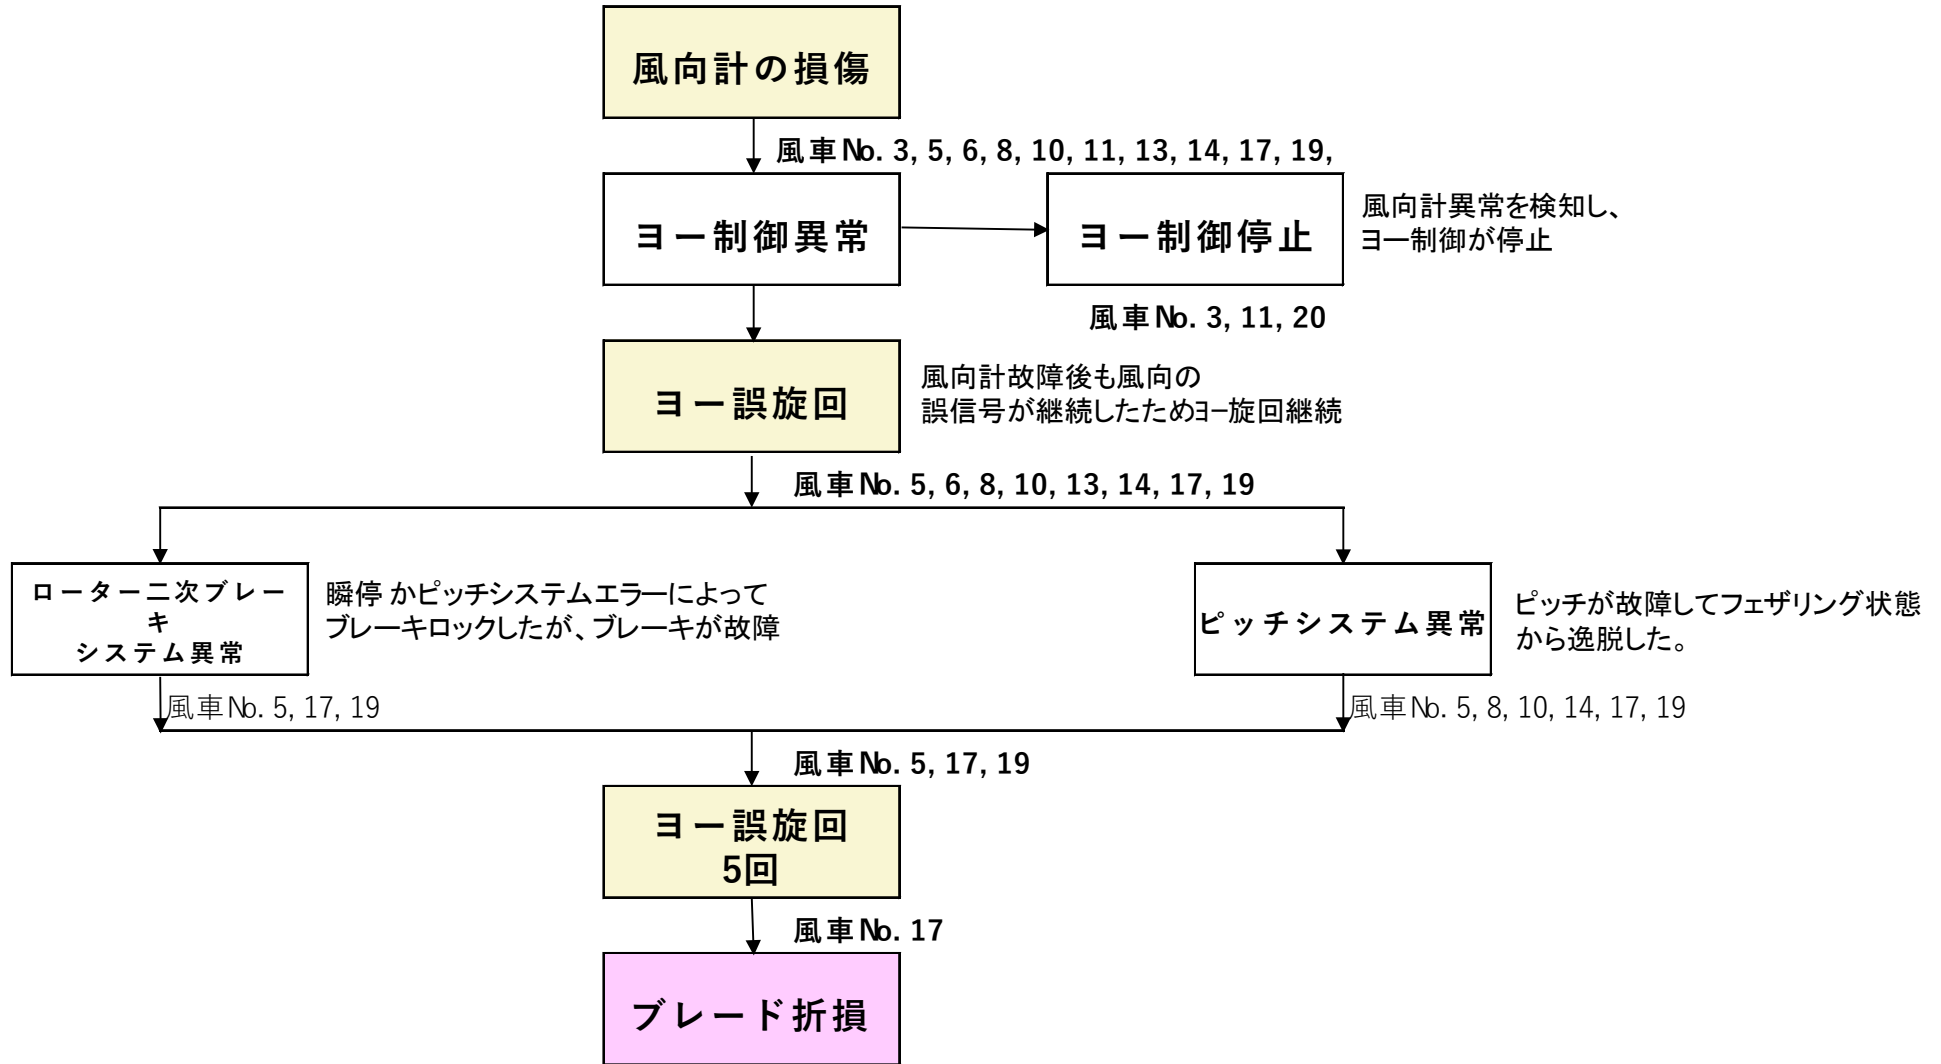 風向計の損傷
風車No. 3, 5, 6, 8, 10, 11, 13, 14, 17, 19,
ヨー制御異常
ヨー制御停止
風向計異常を検知し、
ヨー制御が停止
風車No. 3, 11, 20
ヨー誤旋回
風向計故障後も風向の
誤信号が継続したためヨー旋回継続
風車No. 5, 6, 8, 10, 13, 14, 17, 19
ローター二次ブレー
キ
システム異常
瞬停 かピッチシステムエラーによって
ブレーキロックしたが、ブレーキが故障
ピッチシステム異常
ピッチが故障してフェザリング状態
から逸脱した。
風車No. 5, 17, 19
風車No. 5, 8, 10, 14, 17, 19
風車No. 5, 17, 19
ヨー誤旋回
5回
風車No. 17
ブレード折損